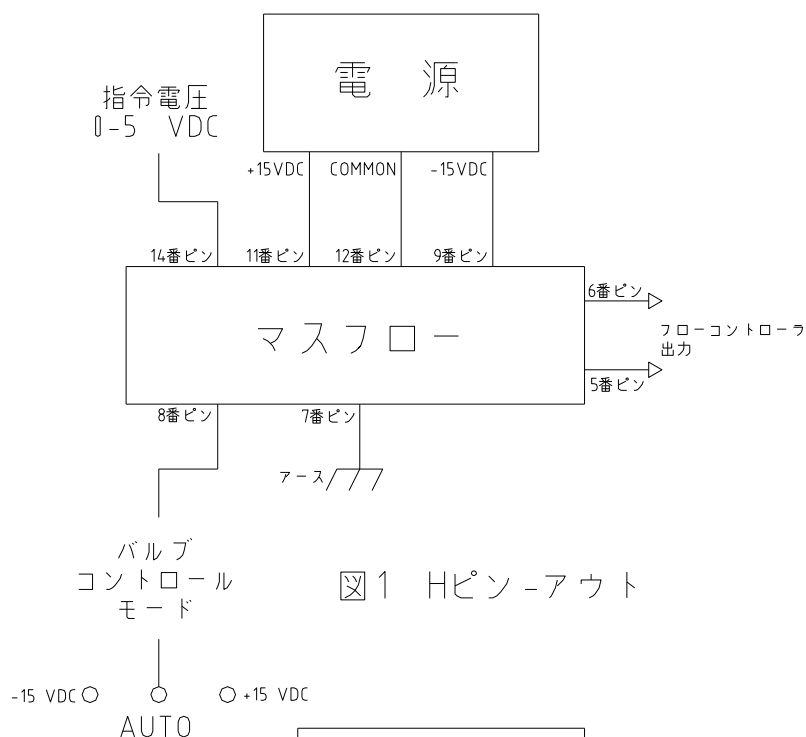 電 源
指令電圧
0-5 VDC
+15VDC COMMON -15VDC
14番ピン 11番ピン 12番ピン 9番ピン
マスフロー
6番ピン
フローコントローラ
出力
5番ピン
8番ピン 7番ピン
アース
バルブ
コントロール
モード
図1 Hピン-アウト
-15 VDC +15 VDC
AUTO